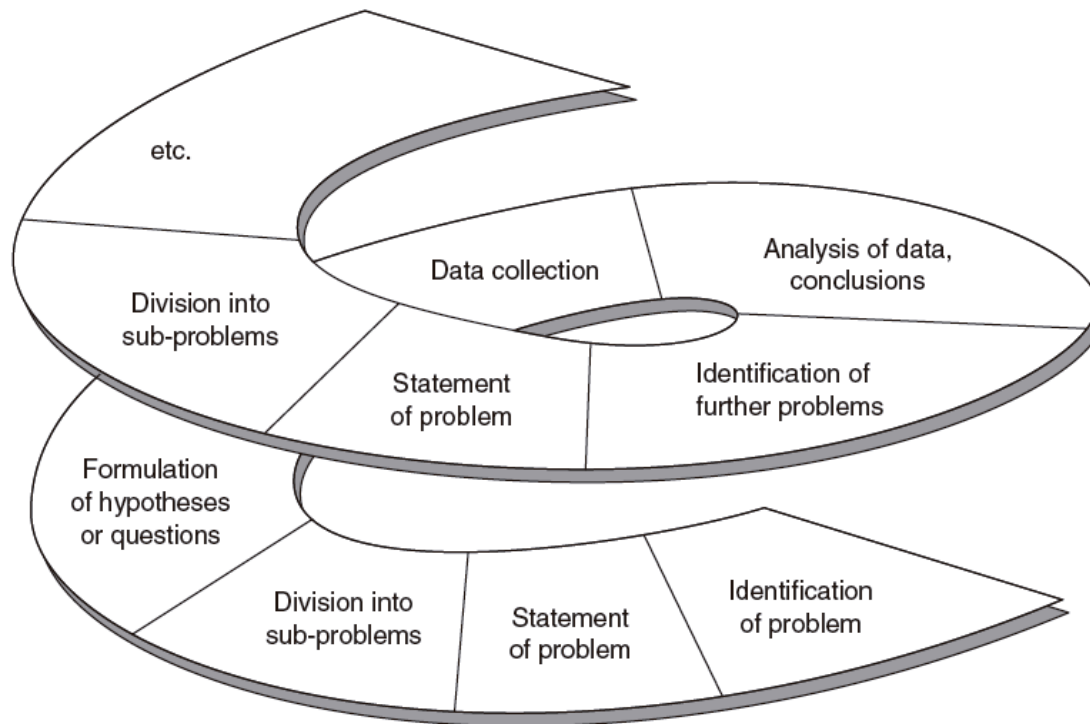 etc.
Data collection
Analysis of data,
conclusions
Division into
sub-problems
Statement
of problem
Identification of
further problems
Formulation
of hypotheses
or questions
Division into
sub-problems
Statement
of problem
Identification
of problem